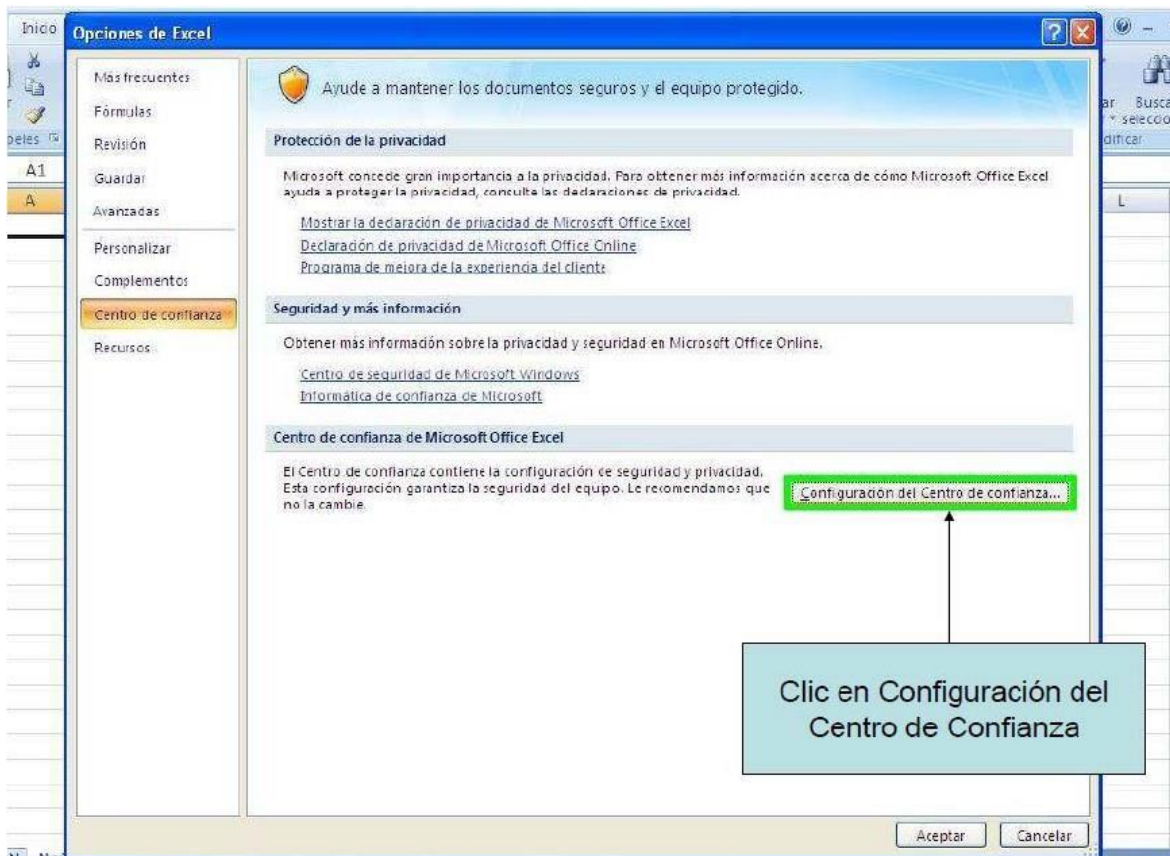 Inicio
Opciones de Excel
A1
A
L
Busca
selecció
Más frecuentes
Fórmulas
Revisión
Guardar
Avanzadas
Personalizar
Complementos
Centro de confianza
Recursos
Ayude a mantener los documentos seguros y el equipo protegido.
Protección de la privacidad
Microsoft concede gran importancia a la privacidad. Para obtener más información acerca de cómo Microsoft Office Excel
ayuda a proteger la privacidad, consulte las declaraciones de privacidad.
Mostrar la declaración de privacidad de Microsoft Office Excel
Declaración de privacidad de Microsoft Office Online
Programa de mejora de la experiencia del cliente
Seguridad y más información
Obtener más información sobre la privacidad y seguridad en Microsoft Office Online.
Centro de seguridad de Microsoft Windows
Informática de confianza de Microsoft
Centro de confianza de Microsoft Office Excel
El Centro de confianza contiene la configuración de seguridad y privacidad.
Esta configuración garantiza la seguridad del equipo. Le recomendamos que
no la cambie.
Configuración del Centro de confianza...
Clic en Configuración del
Centro de Confianza
Aceptar
Cancelar